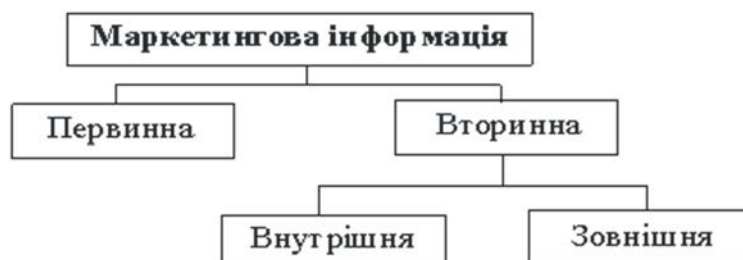 Маркетингова інформація
Первинна
Вторинна
Внутрішня
Зовнішня